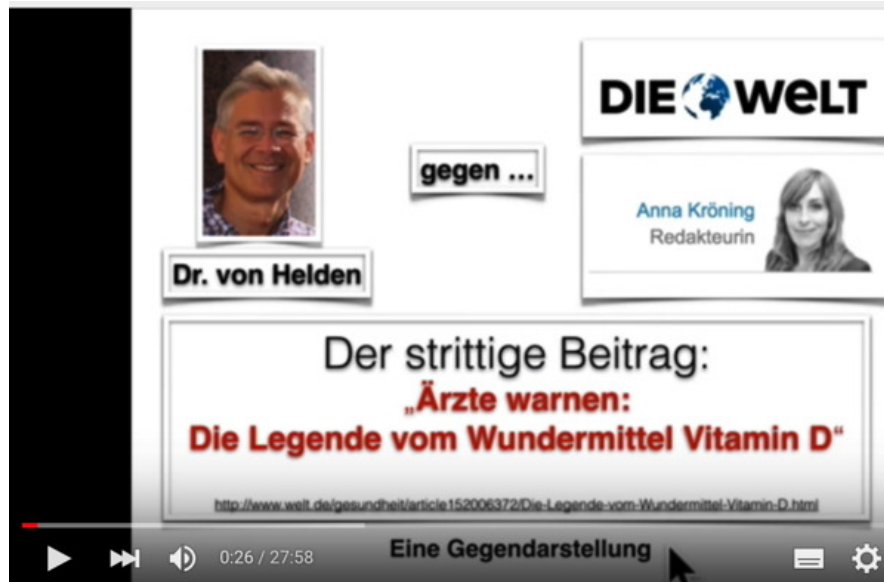 DIE WELT
gegen ...
Anna Kröning
Redakteurin
Dr. von Helden
Der strittige Beitrag:
„Ärzte warnen:
Die Legende vom Wundermittel Vitamin D“
http://www.welt.de/gesundheit/article152006372/Die-Legende-vom-Wundermittel-Vitamin-D.html
Eine Gegendarstellung
0:26 / 27:58